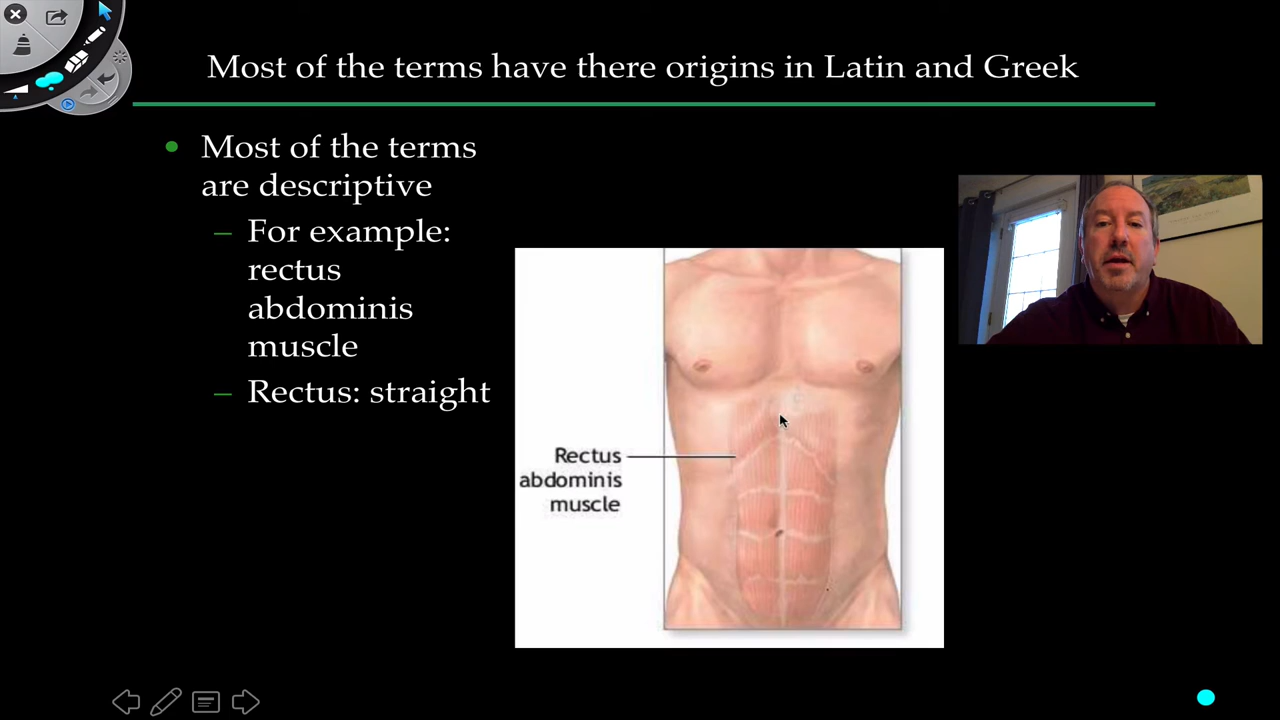 Most of the terms have there origins in Latin and Greek
• Most of the terms
are descriptive
– For example:
rectus
abdominis
muscle
– Rectus: straight
Rectus
abdominis
muscle